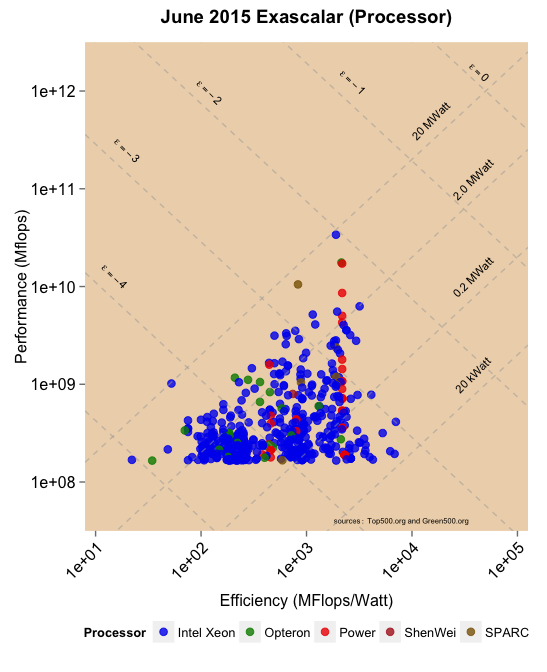 June 2015 Exascalar (Processor)
ε = 0
ε = −1
ε = −2
20 MWatt
1e+12
ε = −3
2.0 MWatt
1e+11
Performance (Mflops)
0.2 MWatt
ε = −4
1e+10
20 kWatt
1e+09
1e+08
sources: Top500.org and Green500.org
1e+01 1e+02 1e+03 1e+04 1e+05
Efficiency (MFlops/Watt)
Processor Intel Xeon Opteron Power ShenWei SPARC